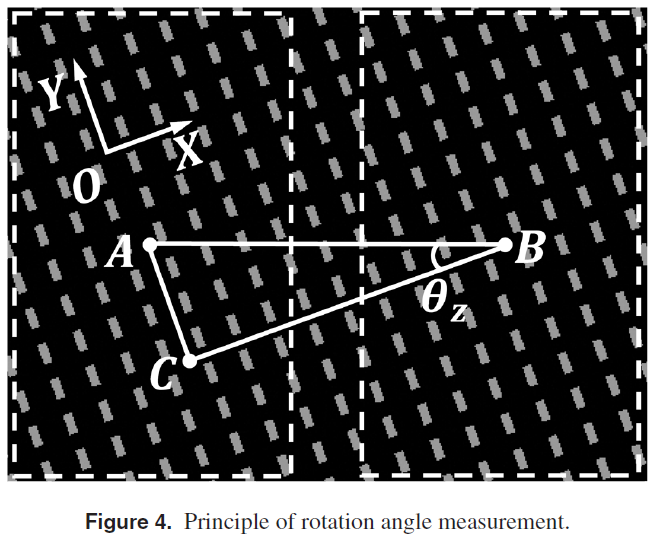 Y
X
O
A
B
θz
C
Figure 4. Principle of rotation angle measurement.